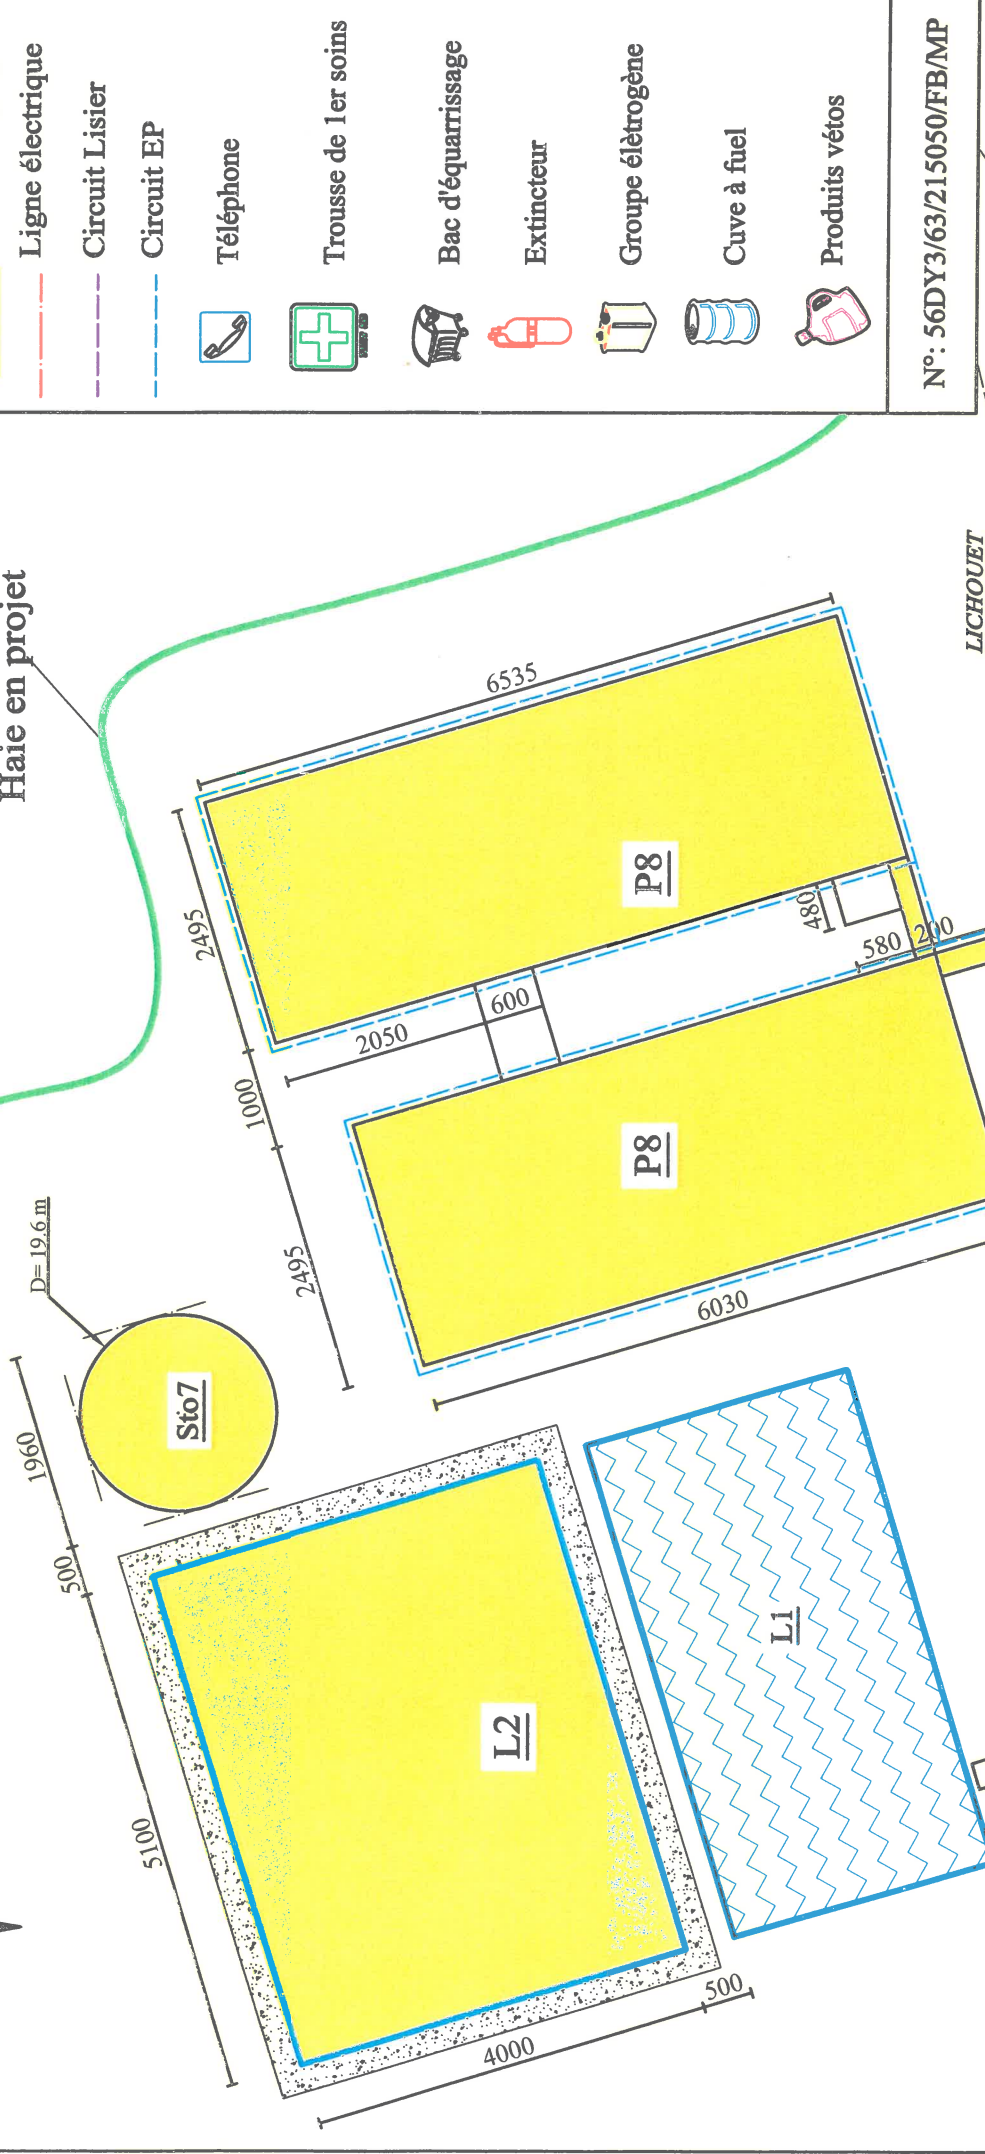 Ligne électrique
Circuit Lisier
Circuit EP
Téléphone
Trousse de 1er soins
Bac d'équarrissage
Extincteur
Groupe élètrogène
Cuve à fuel
Produits vétos
N°: 56DY3/63/215050/FB/MP
Haie en projet
LICHOUET
6535
2495
P8
480
580
200
600
2050
1000
P8
2495
6030
D= 19.6 m
Sto7
1960
500
5100
L2
L1
4000
500